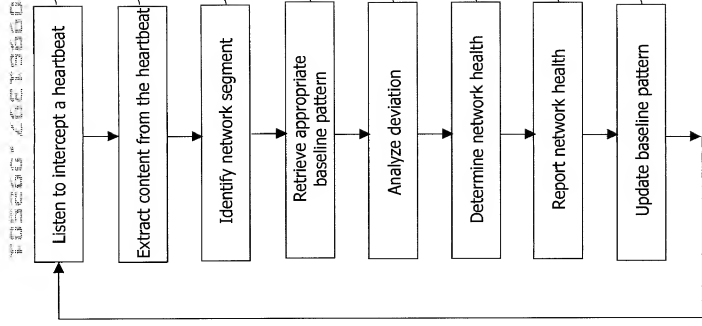 Listen to intercept a heartbeat
Extract content from the heartbeat
Identify network segment
Retrieve appropriate
baseline pattern
Analyze deviation
Determine network health
Report network health
Update baseline pattern